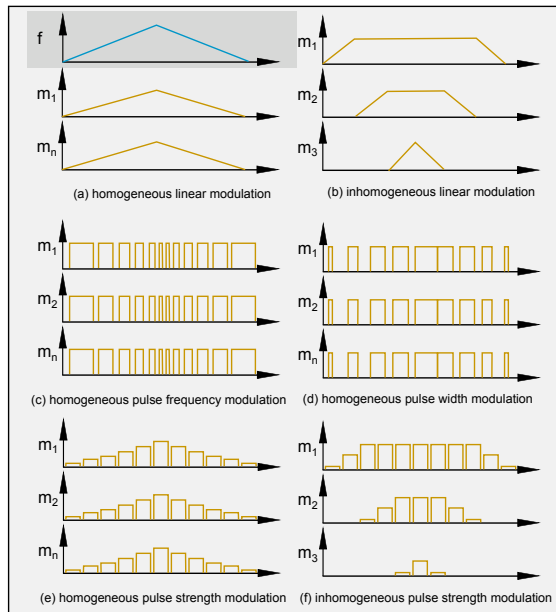 f
m1
mn
(a) homogeneous linear modulation
m1
m2
m3
(b) inhomogeneous linear modulation
m1
m2
mn
(c) homogeneous pulse frequency modulation
m1
m2
mn
(d) homogeneous pulse width modulation
m1
m2
mn
(e) homogeneous pulse strength modulation
m1
m2
m3
(f) inhomogeneous pulse strength modulation